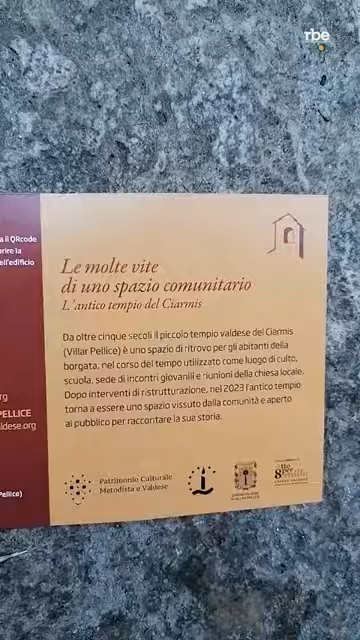 rbe
a il QRcode
prire la
ell'edificio
Le molte vite
di uno spazio comunitario
L'antico tempio del Ciarmis
Da oltre cinque secoli il piccolo tempio valdese del Ciarmis
(Villar Pellice) è uno spazio di ritrovo per gli abitanti della
borgata, nel corso del tempo utilizzato come luogo di culto,
scuola, sede di incontri giovanili e riunioni della chiesa locale.
Dopo interventi di ristrutturazione, nel 2023 l'antico tempio
torna a essere uno spazio vissuto dalla comunità e aperto
al pubblico per raccontare la sua storia.
rg
PELLICE
aldese.org
Pellice)
Patrimonio Culturale
Metodista e Valdese
otto
8per